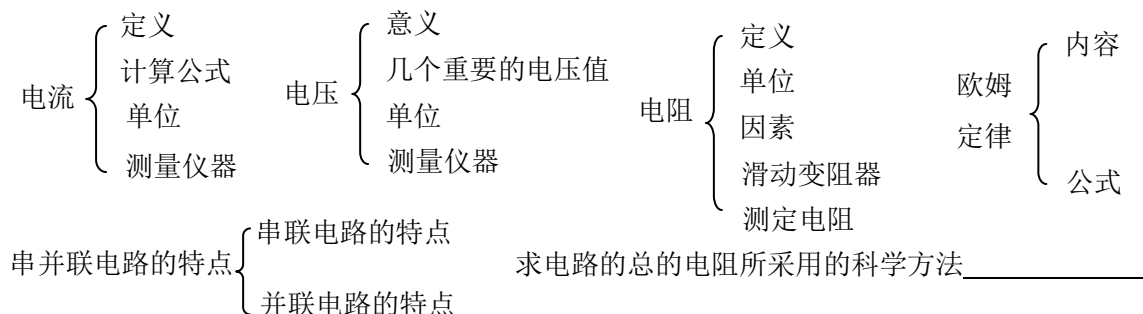 电流
定义
计算公式
单位
测量仪器
电压
意义
几个重要的电压值
单位
测量仪器
电阻
定义
单位
因素
滑动变阻器
测定电阻
欧姆
定律
内容
公式
串并联电路的特点
串联电路的特点
并联电路的特点
求电路的总的电阻所采用的科学方法